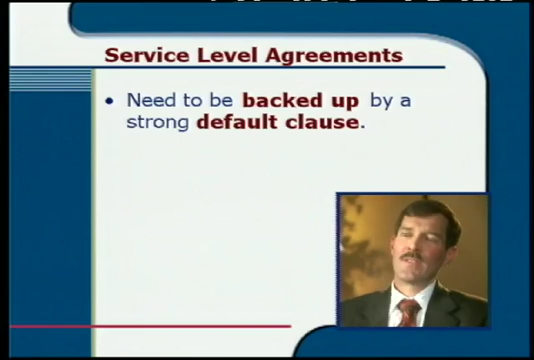 Service Level Agreements
• Need to be backed up by a
strong default clause.